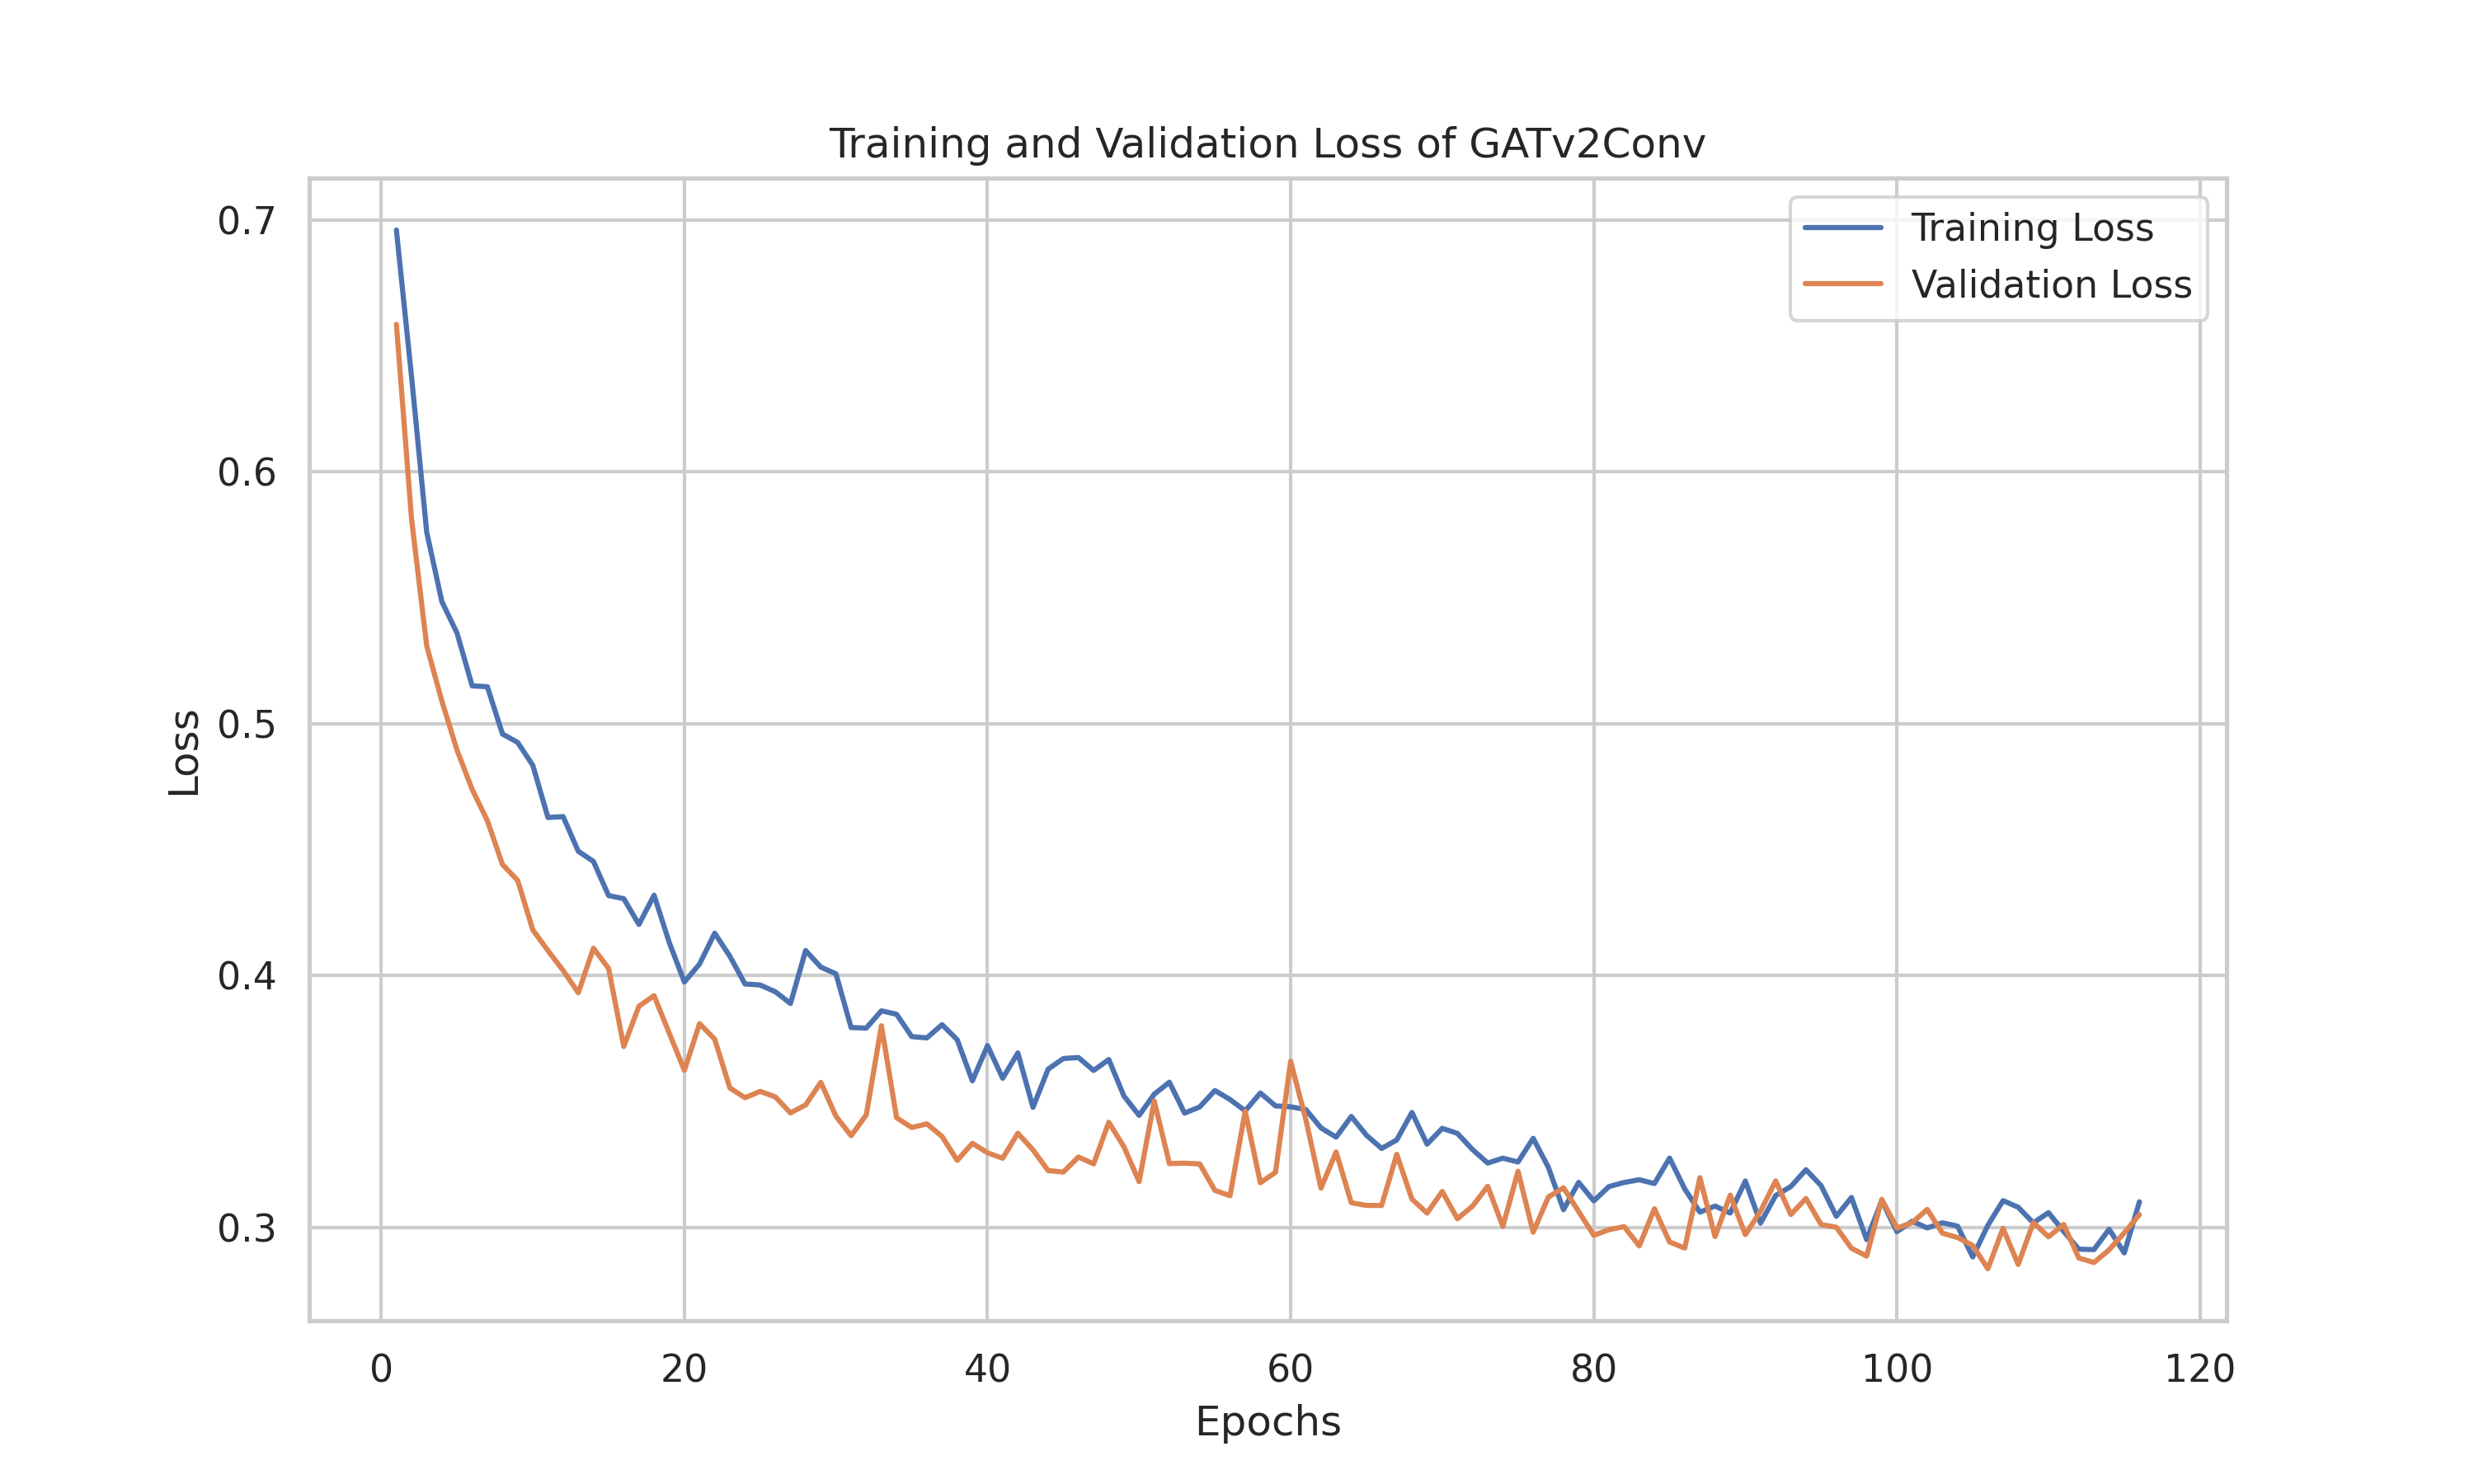 Training and Validation Loss of GATv2Conv
Training Loss
Validation Loss
0.7
0.6
0.5
0.4
0.3
Loss
0 20 40 60 80 100 120
Epochs